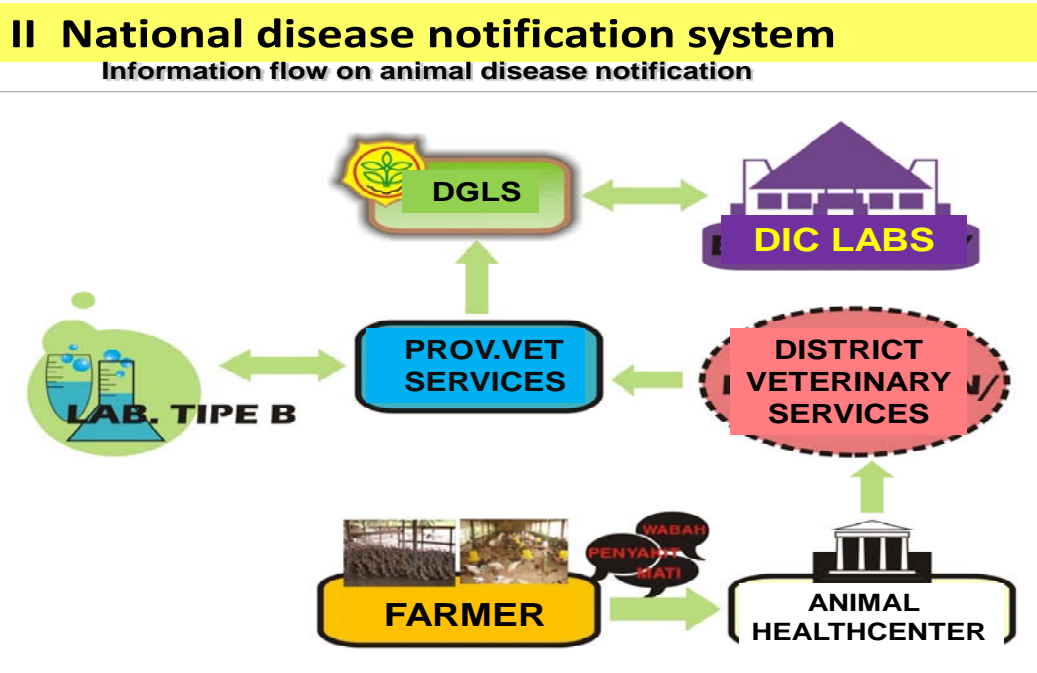 II National disease notification system
Information flow on animal disease notification
DGLS
DIC LABS
PROV.VET
SERVICES
DISTRICT
VETERINARY
SERVICES
LAB. TIPE B
WABAH
PENYAKIT
MATI
FARMER
ANIMAL
HEALTHCENTER